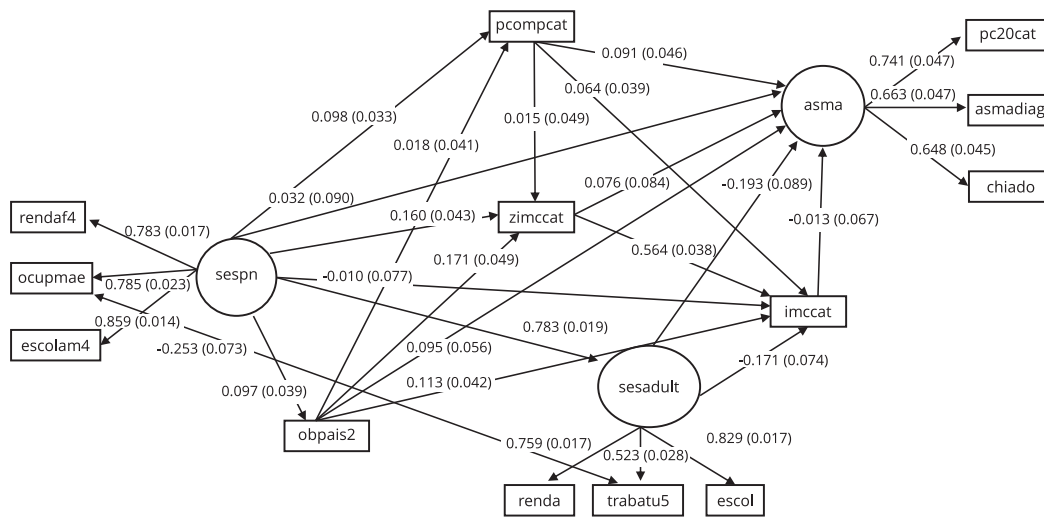 pcompcat
pc20cat
0.091 (0.046)
0.741 (0.047)
asma
0.064 (0.039)
0.663 (0.047)
asmadiag
0.098 (0.033)
0.015 (0.049)
0.018 (0.041)
0.648 (0.045)
chiado
0.076 (0.084)
-0.193 (0.089)
0.032 (0.090)
rendaf4
0.160 (0.043)
zimccat
-0.013 (0.067)
0.783 (0.017)
0.564 (0.038)
0.171 (0.049)
ocupmae
sespn
-0.010 (0.077)
0.785 (0.023)
imccat
0.859 (0.014)
0.783 (0.019)
escolam4
-0.253 (0.073)
0.095 (0.056)
-0.171 (0.074)
0.113 (0.042)
sesadult
0.097 (0.039)
obpais2
0.759 (0.017)
0.829 (0.017)
0.523 (0.028)
renda
trabatu5
escol